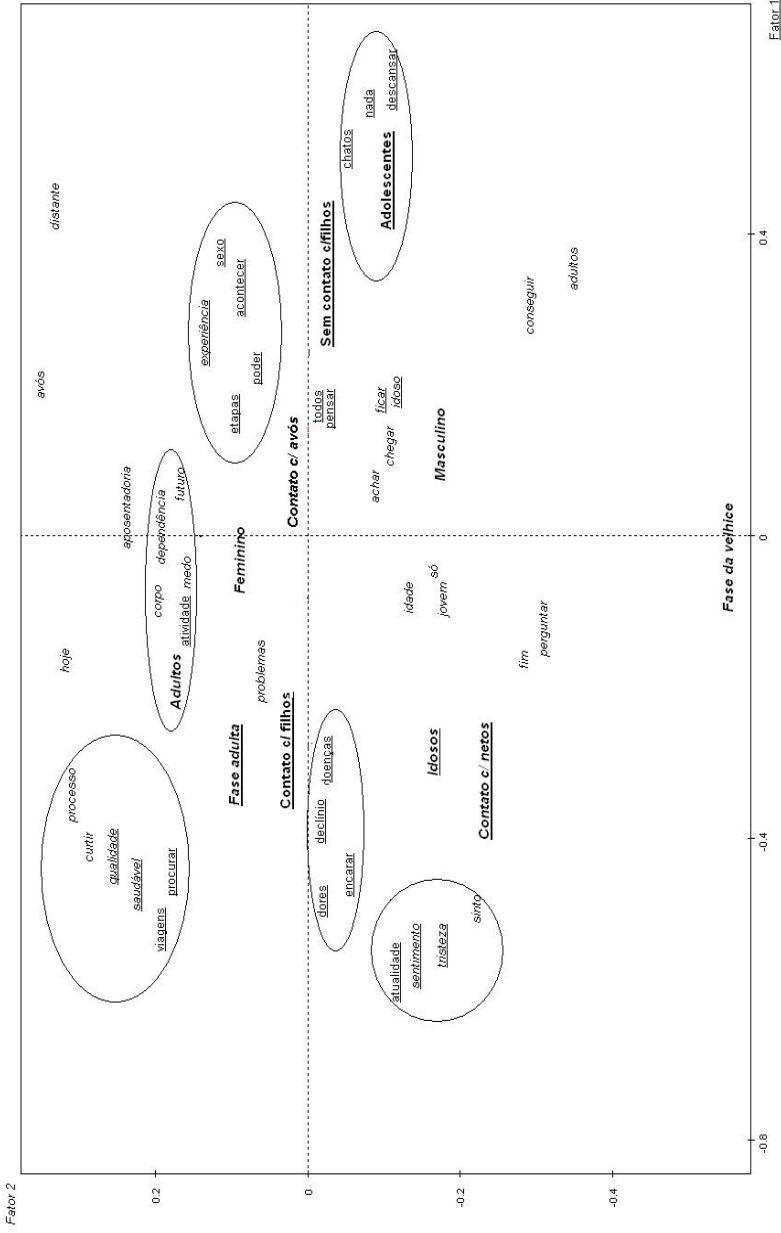 Fator 2
avós
distante
hoje
processo
curtir
qualidade
aposentadoria
saudável
0.2
corpo
dependência
viagens
procurar
Adultos
futuro
atividade
medo
experiência
sexo
etapas
Fase adulta
Feminino
acontecer
poder
problemas
Contato c/ filhos
Contato c/ avós
0
todos
declínio
dores
Sem contato c/filhos
doenças
pensar
chatos
encarar
nada
achar
ficar
Adolescentes
chegar
descansar
atualidade
idoso
idade
sentimento
Idosos
só
Masculino
tristeza
jovem
-0.2
sinto
Contato c/ netos
fim
conseguir
perguntar
adultos
-0.4
Fase da velhice
-0.8
-0.4
0
0.4
Fator 1